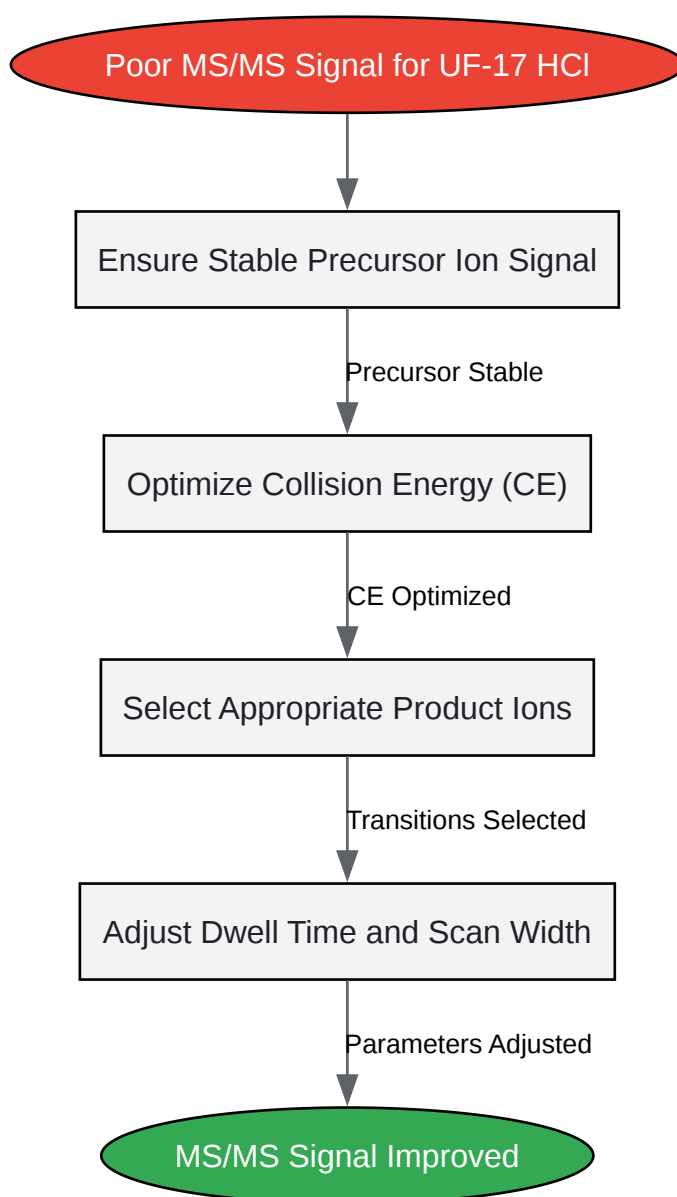 Poor MS/MS Signal for UF-17 HCl
Ensure Stable Precursor Ion Signal
Precursor Stable
Optimize Collision Energy (CE)
CE Optimized
Select Appropriate Product Ions
Transitions Selected
Adjust Dwell Time and Scan Width
Parameters Adjusted
MS/MS Signal Improved